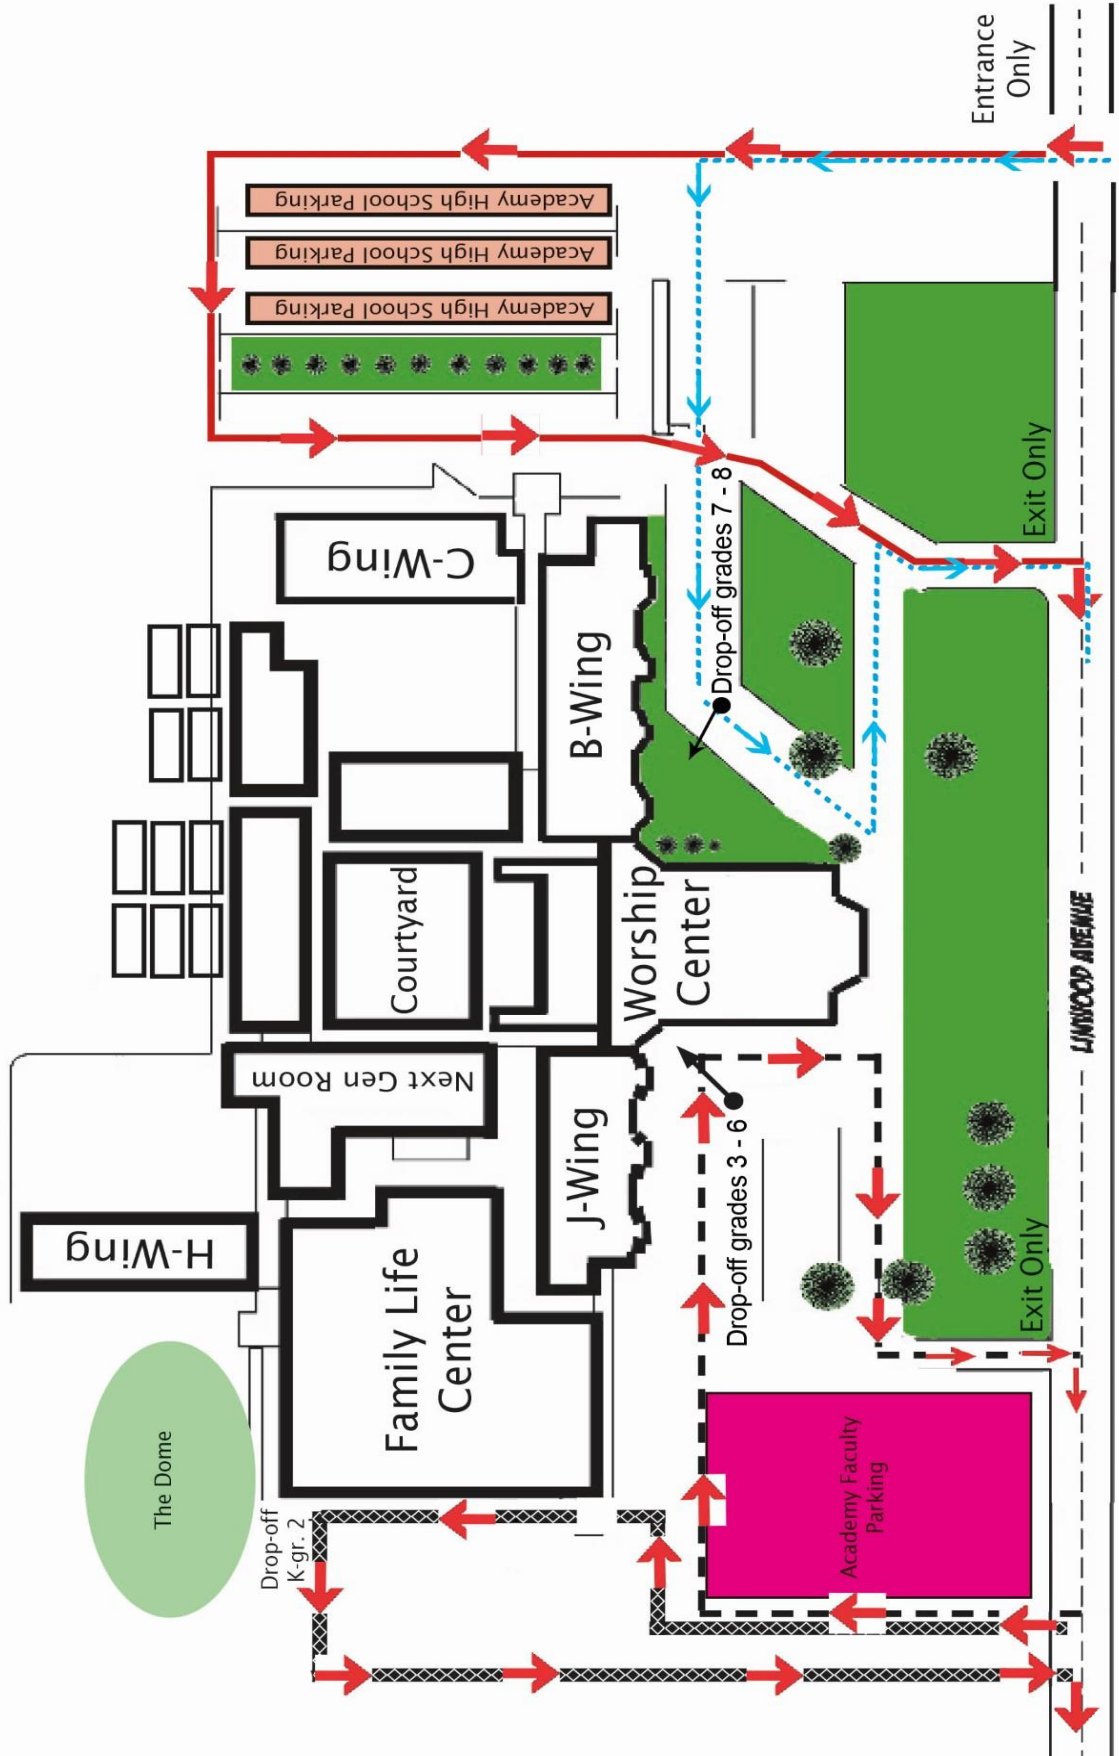 Entrance
Only
Academy High School Parking
Academy High School Parking
Academy High School Parking
Exit Only
C-Wing
B-Wing
Drop-off grades 7 - 8
Courtyard
Worship
Center
LINWOOD AVENUE
Next Gen Room
J-Wing
Drop-off grades 3 - 6
H-Wing
Family Life
Center
Exit Only
The Dome
Drop-off
K-gr. 2
Academy Faculty
Parking